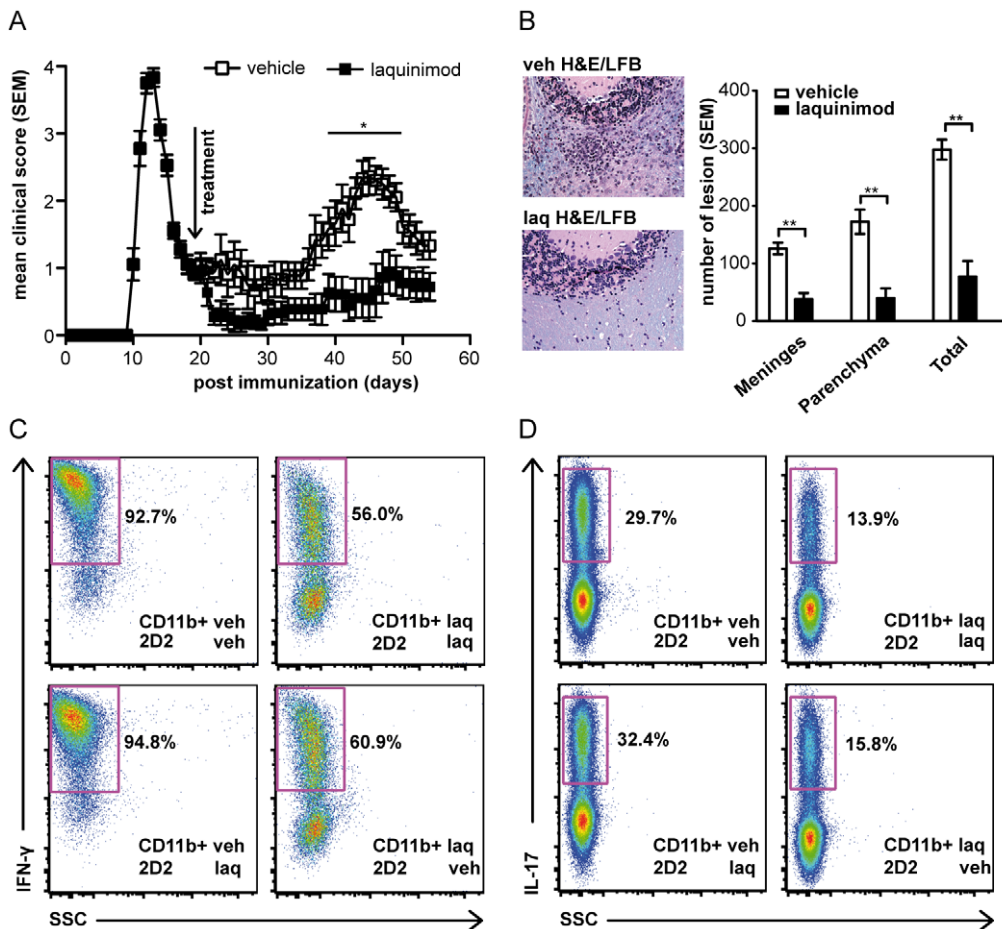 A
vehicle
laquinimod
mean clinical score (SEM)
4
3
2
1
0
treatment
*
0
10
20
30
40
50
60
post immunization (days)
B
veh H&E/LFB
laq H&E/LFB
vehicle
laquinimod
number of lesion (SEM)
400
300
200
100
0
**
**
**
Meninges
Parenchyma
Total
C
IFN-γ
92.7%
CD11b+ veh
2D2 veh
56.0%
CD11b+ laq
2D2 laq
94.8%
CD11b+ veh
2D2 laq
60.9%
CD11b+ laq
2D2 veh
SSC
D
IL-17
29.7%
CD11b+ veh
2D2 veh
13.9%
CD11b+ laq
2D2 laq
32.4%
CD11b+ veh
2D2 laq
15.8%
CD11b+ laq
2D2 veh
SSC